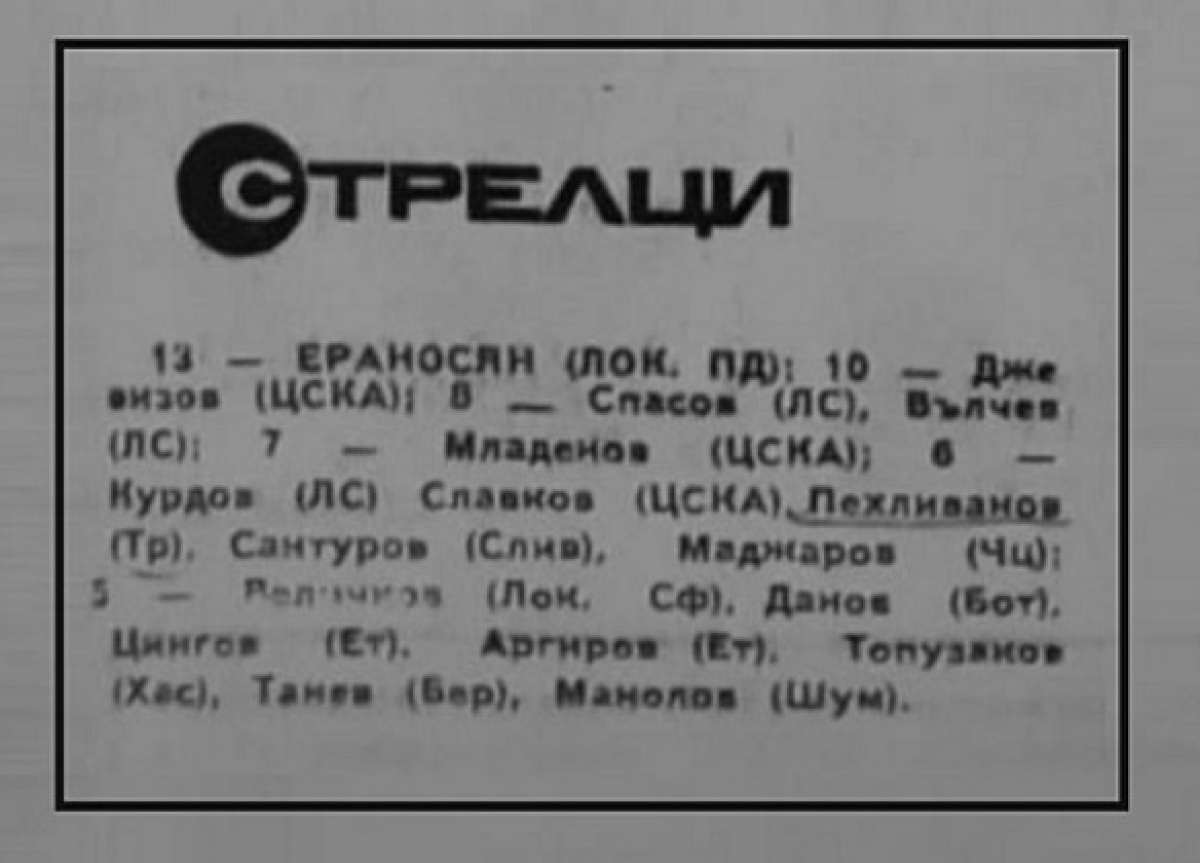 СТРЕЛЦИ
13 — ЕРАНОСЯН (ЛОК. ПД); 10 — Дже
визов (ЦСКА); 8 — Спасов (ЛС), Вълчев
(ЛС); 7 — Младенов (ЦСКА); 6 —
Курдов (ЛС) Славков (ЦСКА), Пехливанов
(Тр), Сантуров (Слив), Маджаров (Чц);
5 — Величков (Лок. Сф), Данов (Бот),
Цингов (Ет), Аргиров (Ет), Топузаков
(Хас), Танев (Бер), Манолов (Шум).